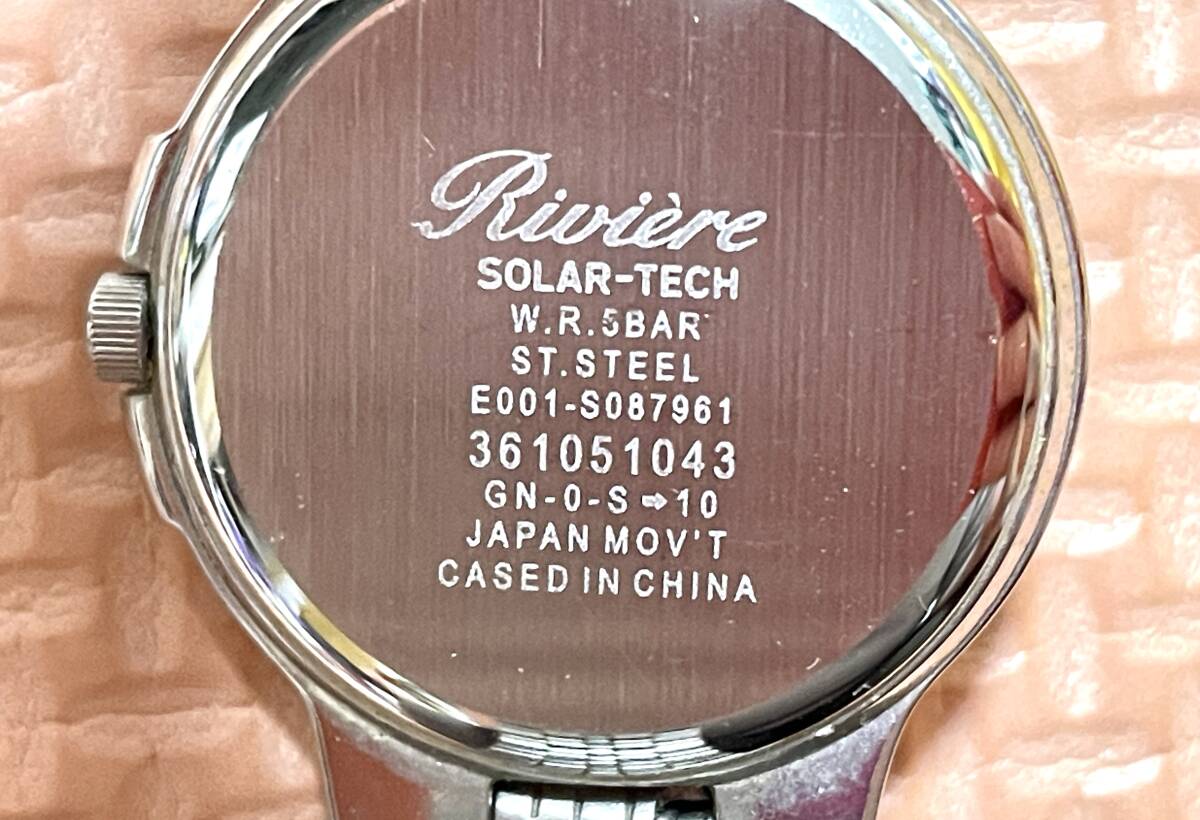 Rivière
SOLAR-TECH
W.R.5BAR
ST.STEEL
E001-S087961
361051043
GN-0-S ➩10
JAPAN MOV'T
CASED IN CHINA